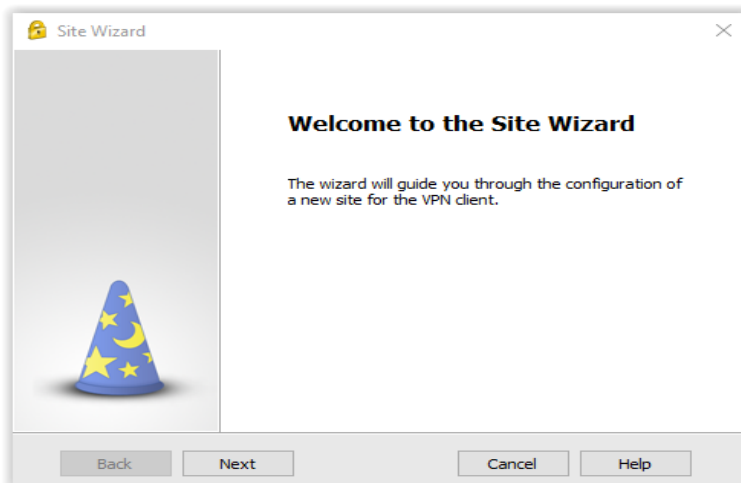 Site Wizard
Welcome to the Site Wizard
The wizard will guide you through the configuration of
a new site for the VPN client.
Back
Next
Cancel
Help